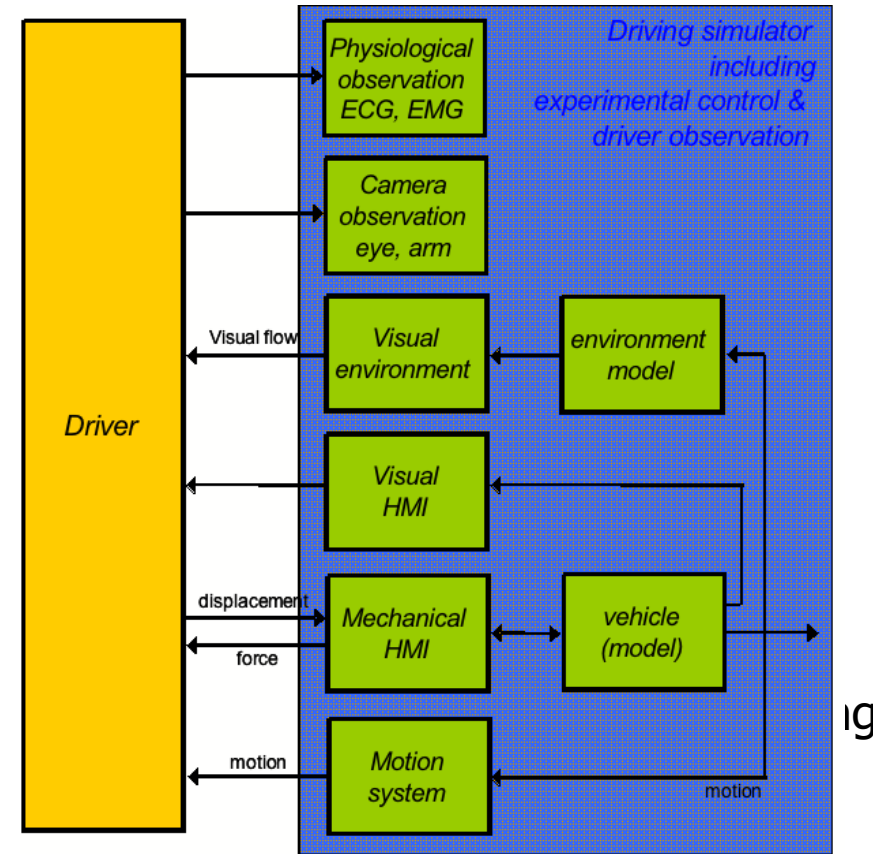 Driving simulator
including
experimental control &
driver observation
Physiological
observation
ECG, EMG
Camera
observation
eye, arm
Visual flow
Visual
environment
environment
model
Driver
Visual
HMI
displacement
force
Mechanical
HMI
vehicle
(model)
motion
Motion
system
motion